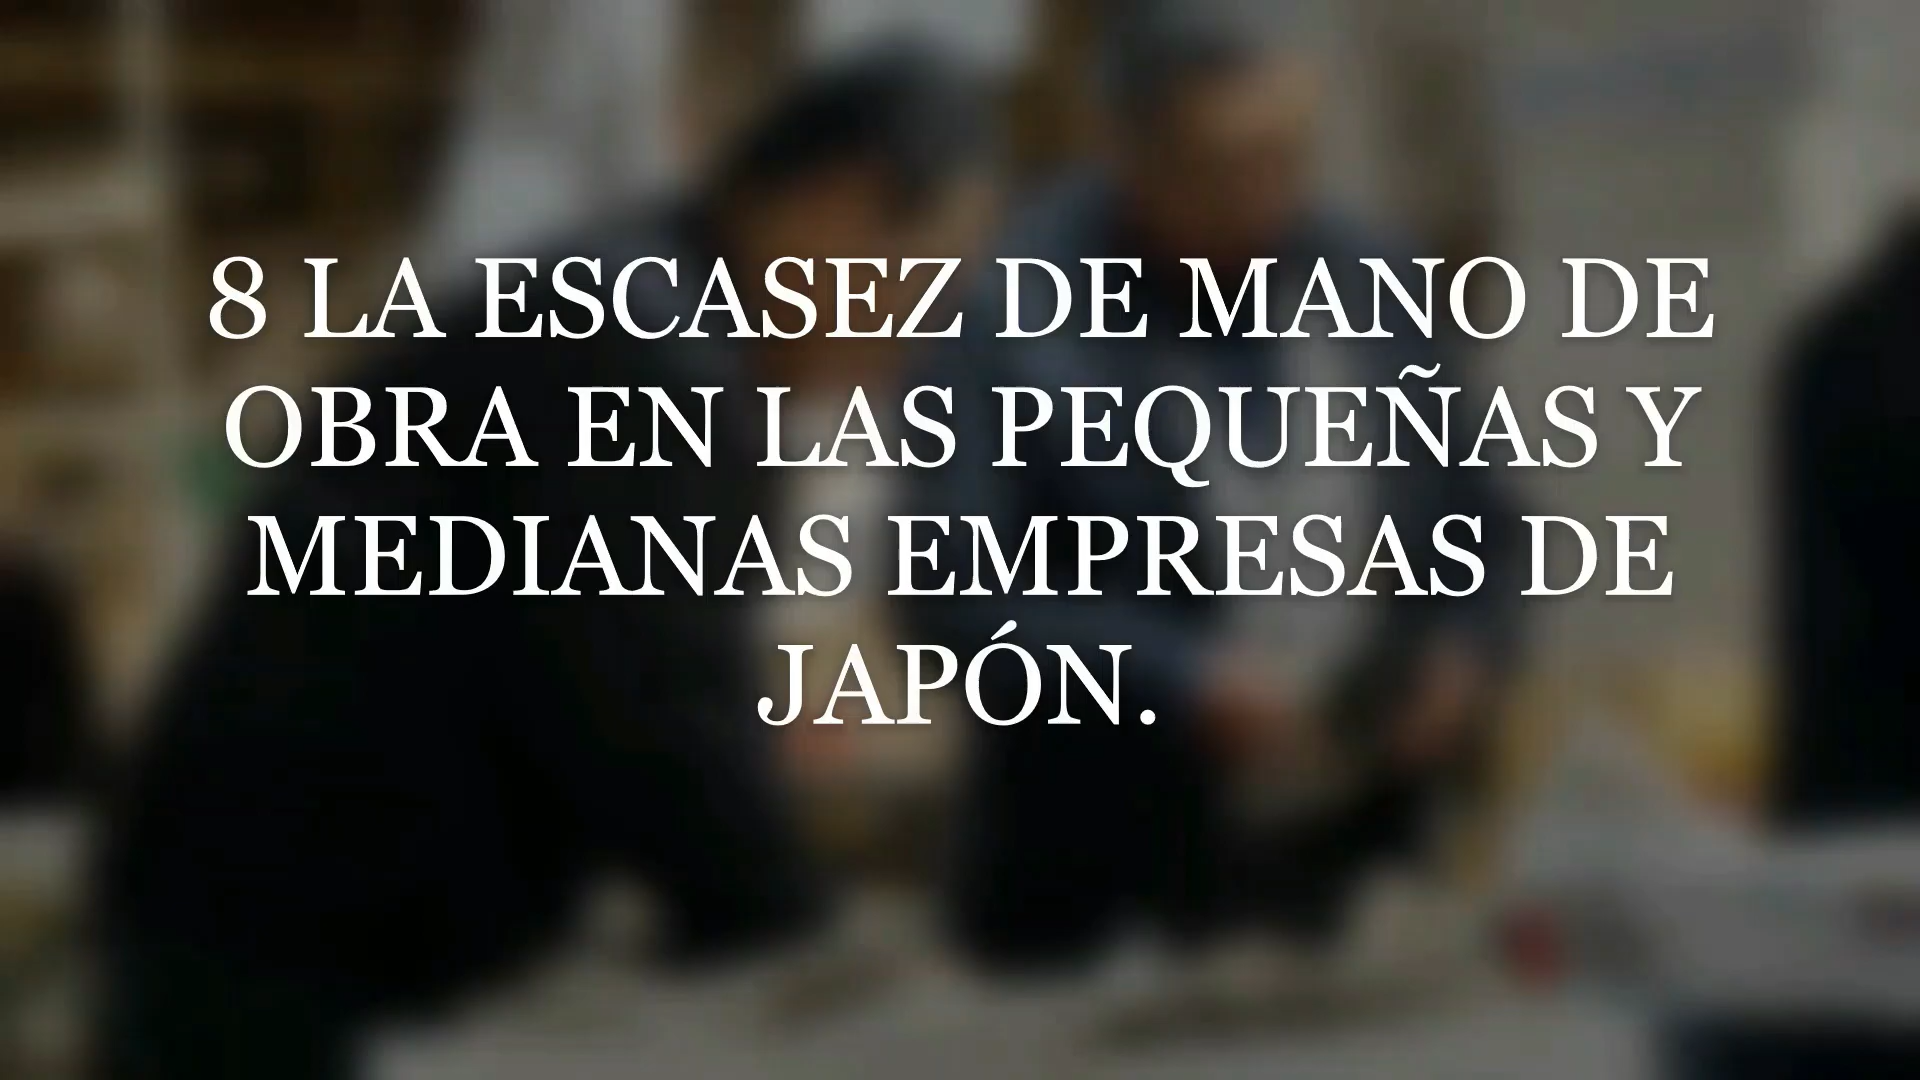 8 LA ESCASEZ DE MANO DE
OBRA EN LAS PEQUEÑAS Y
MEDIANAS EMPRESAS DE
JAPÓN.